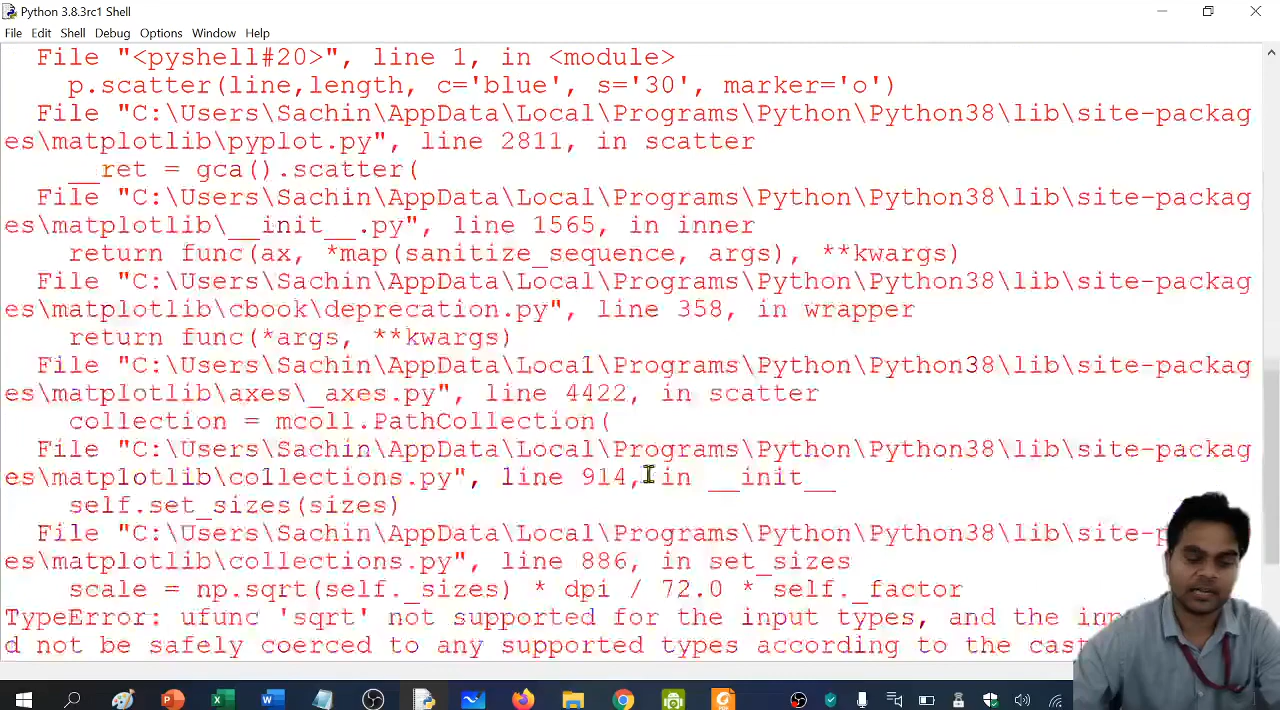 Python 3.8.3rc1 Shell
File Edit Shell Debug Options Window Help
File "<pyshell#20>", line 1, in <module>
p.scatter(line,length, c='blue', s='30', marker='o')
File "C:\Users\Sachin\AppData\Local\Programs\Python\Python38\lib\site-packag
es\matplotlib\pyplot.py", line 2811, in scatter
__ret = gca().scatter(
File "C:\Users\Sachin\AppData\Local\Programs\Python\Python38\lib\site-packag
es\matplotlib\__init__.py", line 1565, in inner
return func(ax, *map(sanitize_sequence, args), **kwargs)
File "C:\Users\Sachin\AppData\Local\Programs\Python\Python38\lib\site-packag
es\matplotlib\cbook\deprecation.py", line 358, in wrapper
return func(*args, **kwargs)
File "C:\Users\Sachin\AppData\Local\Programs\Python\Python38\lib\site-packag
es\matplotlib\axes\_axes.py", line 4422, in scatter
collection = mcoll.PathCollection(
File "C:\Users\Sachin\AppData\Local\Programs\Python\Python38\lib\site-packag
es\matplotlib\collections.py", line 914, in __init__
self.set_sizes(sizes)
File "C:\Users\Sachin\AppData\Local\Programs\Python\Python38\lib\site-p
es\matplotlib\collections.py", line 886, in set_sizes
scale = np.sqrt(self._sizes) * dpi / 72.0 * self._factor
TypeError: ufunc 'sqrt' not supported for the input types, and the
d not be safely coerced to any supported types according to the